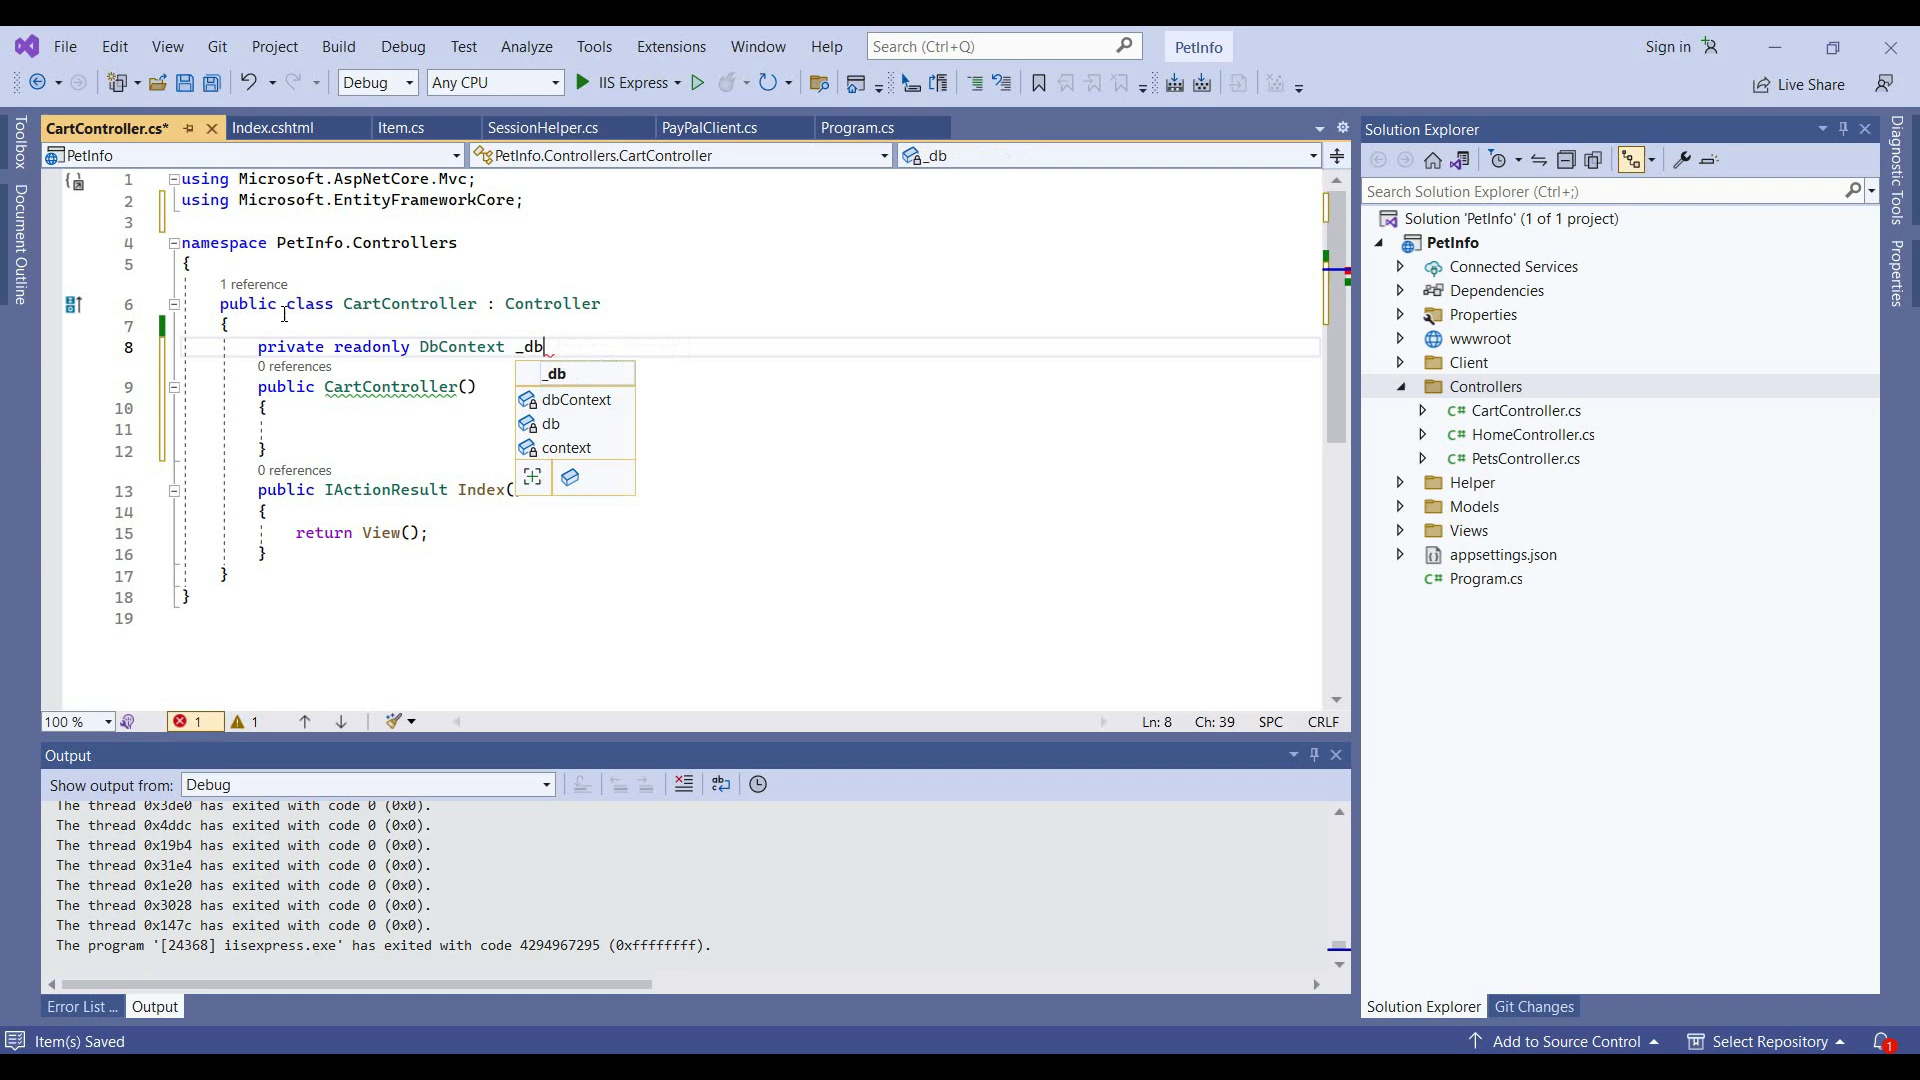 File Edit View Git Project Build Debug Test Analyze Tools Extensions Window Help Search (Ctrl+Q) PetInfo Sign in
Debug Any CPU IIS Express Live Share
CartController.cs* Index.cshtml Item.cs SessionHelper.cs PayPalClient.cs Program.cs
PetInfo PetInfo.Controllers.CartController _db
1 using Microsoft.AspNetCore.Mvc;
2 using Microsoft.EntityFrameworkCore;
3
4 namespace PetInfo.Controllers
5 {
1 reference
6 public class CartController : Controller
7 {
8 private readonly DbContext _db
0 references
9 public CartController()
10 {
11
12 }
0 references
13 public IActionResult Index(
14 {
15 return View();
16 }
17 }
18 }
19
_db
dbContext
db
context
100 % 1 1 Ln: 8 Ch: 39 SPC CRLF
Output
Show output from: Debug
The thread 0x3de0 has exited with code 0 (0x0).
The thread 0x4ddc has exited with code 0 (0x0).
The thread 0x19b4 has exited with code 0 (0x0).
The thread 0x31e4 has exited with code 0 (0x0).
The thread 0x1e20 has exited with code 0 (0x0).
The thread 0x3028 has exited with code 0 (0x0).
The thread 0x147c has exited with code 0 (0x0).
The program '[24368] iisexpress.exe' has exited with code 4294967295 (0xffffffff).
Error List ... Output
Solution Explorer
Search Solution Explorer (Ctrl+;)
Solution 'PetInfo' (1 of 1 project)
PetInfo
Connected Services
Dependencies
Properties
wwwroot
Client
Controllers
C# CartController.cs
C# HomeController.cs
C# PetsController.cs
Helper
Models
Views
appsettings.json
C# Program.cs
Solution Explorer Git Changes
Toolbox
Document Outline
Diagnostic Tools
Properties
Item(s) Saved Add to Source Control Select Repository 1